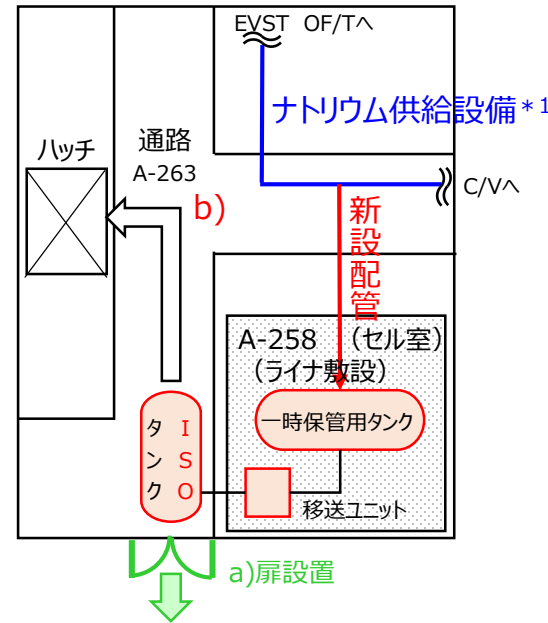 EVST OF/Tへ
ナトリウム供給設備*1
ハッチ
通路
A-263
C/Vへ
b)
新設配管
A-258 (セル室)
(ライナ敷設)
一時保管用タンク
ISO
タンク
移送ユニット
a)扉設置